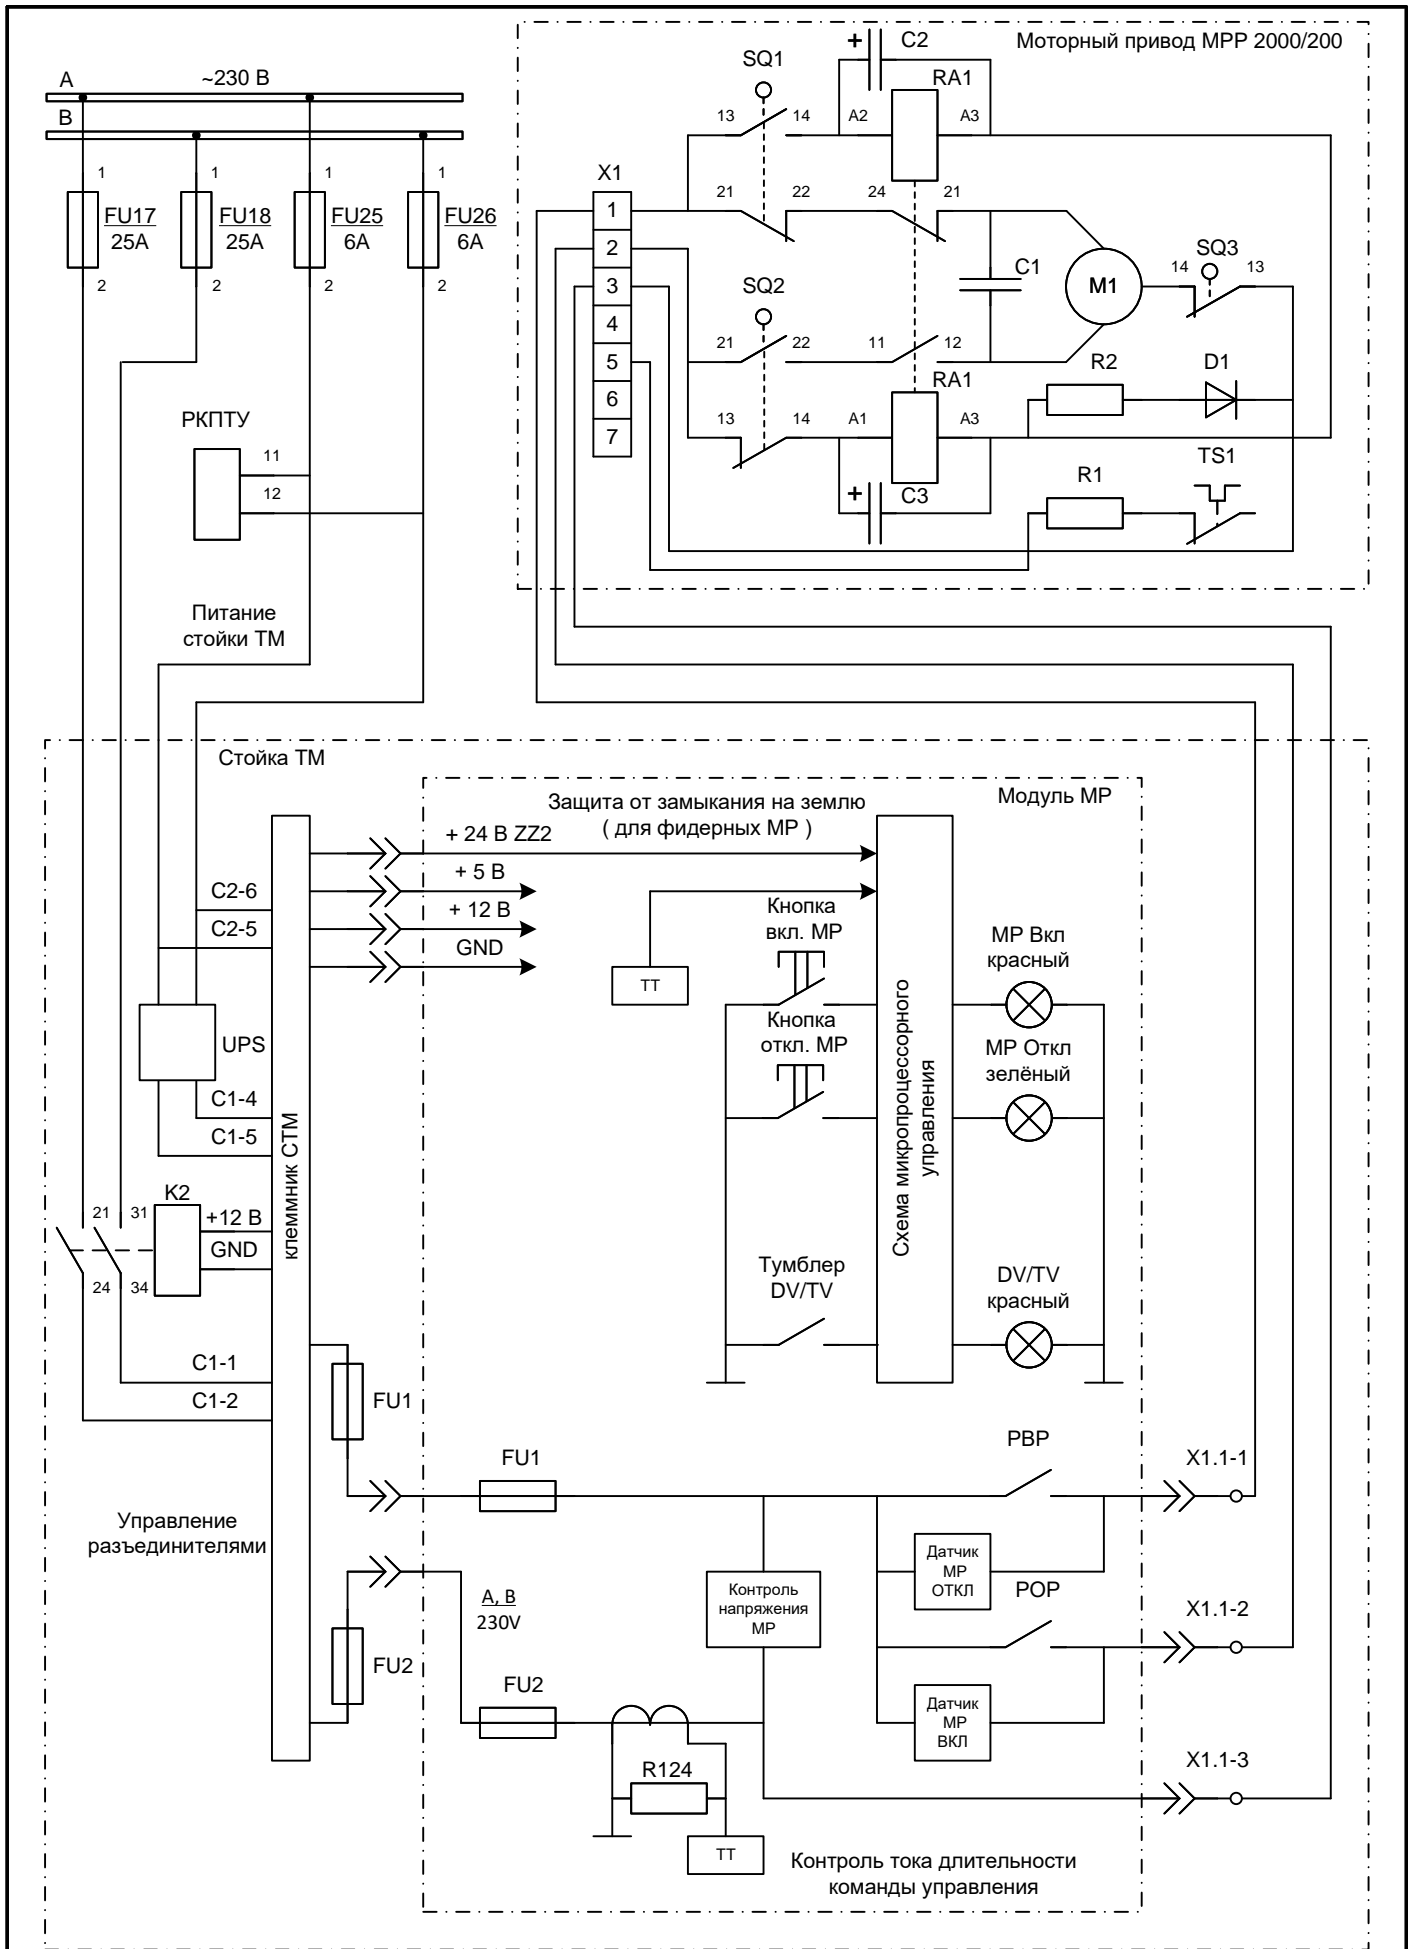 Моторный привод МРР 2000/200
+
C2
SQ1
RA1
13
14
A2
A3
A
~230 В
B
1
1
1
1
FU17
25A
FU18
25A
FU25
6A
FU26
6A
2
2
2
2
X1
1
2
3
4
5
6
7
21
22
24
21
C1
M1
SQ3
14
13
SQ2
21
22
11
12
RA1
R2
D1
13
14
A1
A3
+
C3
R1
TS1
РКПТУ
11
12
Питание
стойки ТМ
Стойка ТМ
Модуль МР
Защита от замыкания на землю
( для фидерных МР )
+ 24 В ZZ2
+ 5 В
+ 12 В
GND
C2-6
C2-5
UPS
C1-4
C1-5
K2
21
31
+12 В
GND
24
34
C1-1
C1-2
клеммник СТМ
ТТ
Кнопка
вкл. МР
Кнопка
откл. МР
Тумблер
DV/TV
Схема микропроцессорного
управления
МР Вкл
красный
МР Откл
зелёный
DV/TV
красный
FU1
FU1
РВР
X1.1-1
Управление
разъединителями
Датчик
МР
ОТКЛ
A, B
230V
Контроль
напряжения
МР
РОР
X1.1-2
FU2
FU2
Датчик
МР
ВКЛ
R124
X1.1-3
ТТ
Контроль тока длительности
команды управления